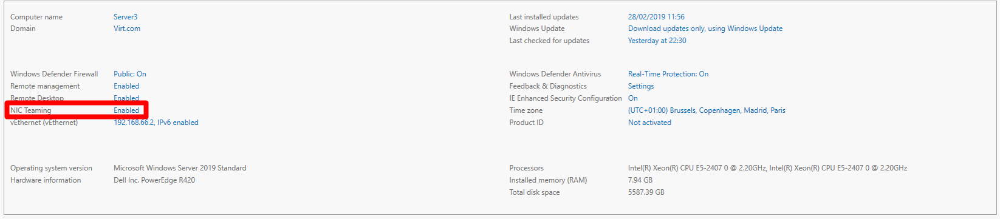 Computer name Server3
Domain Virt.com
Last installed updates 28/02/2019 11:56
Windows Update Download updates only, using Windows Update
Last checked for updates Yesterday at 22:30
Windows Defender Firewall Public: On
Remote management Enabled
Remote Desktop Enabled
NIC Teaming Enabled
vEthernet (vEthernet) 192.168.66.2, IPv6 enabled
Windows Defender Antivirus Real-Time Protection: On
Feedback & Diagnostics Settings
IE Enhanced Security Configuration On
Time zone (UTC+01:00) Brussels, Copenhagen, Madrid, Paris
Product ID Not activated
Operating system version Microsoft Windows Server 2019 Standard
Hardware information Dell Inc. PowerEdge R420
Processors Intel(R) Xeon(R) CPU E5-2407 0 @ 2.20GHz, Intel(R) Xeon(R) CPU E5-2407 0 @ 2.20GHz
Installed memory (RAM) 7.94 GB
Total disk space 5587.39 GB